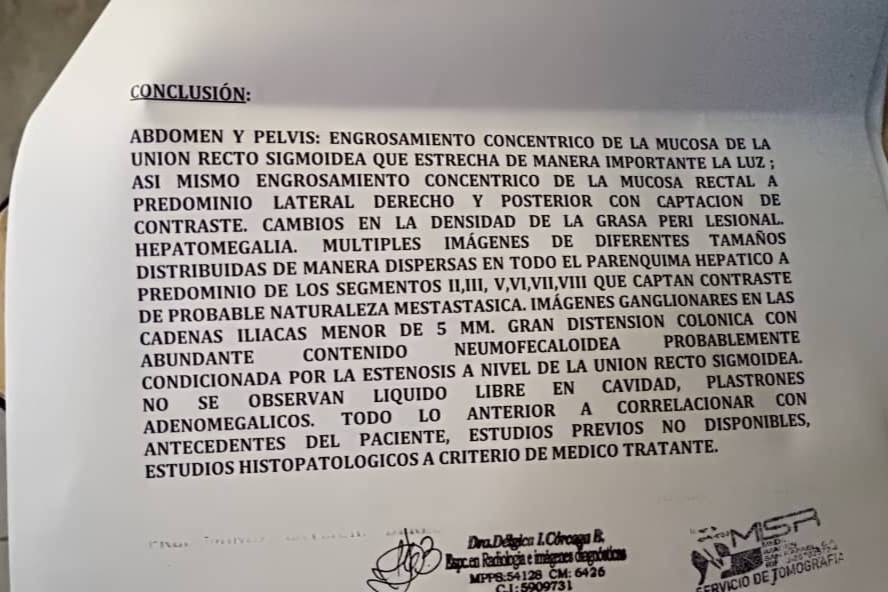 CONCLUSIÓN:
ABDOMEN Y PELVIS: ENGROSAMIENTO CONCENTRICO DE LA MUCOSA DE LA
UNION RECTO SIGMOIDEA QUE ESTRECHA DE MANERA IMPORTANTE LA LUZ ;
ASI MISMO ENGROSAMIENTO CONCENTRICO DE LA MUCOSA RECTAL A
PREDOMINIO LATERAL DERECHO Y POSTERIOR CON CAPTACION DE
CONTRASTE. CAMBIOS EN LA DENSIDAD DE LA GRASA PERI LESIONAL.
HEPATOMEGALIA. MULTIPLES IMÁGENES DE DIFERENTES TAMAÑOS
DISTRIBUIDAS DE MANERA DISPERSAS EN TODO EL PARENQUIMA HEPATICO A
PREDOMINIO DE LOS SEGMENTOS II,III, V,VI,VII,VIII QUE CAPTAN CONTRASTE
DE PROBABLE NATURALEZA MESTASTASICA. IMÁGENES GANGLIONARES EN LAS
CADENAS ILIACAS MENOR DE 5 MM. GRAN DISTENSION COLONICA CON
ABUNDANTE CONTENIDO NEUMOFECALOIDEA PROBABLEMENTE
CONDICIONADA POR LA ESTENOSIS A NIVEL DE LA UNION RECTO SIGMOIDEA.
NO SE OBSERVAN LIQUIDO LIBRE EN CAVIDAD, PLASTRONES
ADENOMEGALICOS. TODO LO ANTERIOR A CORRELACIONAR CON
ANTECEDENTES DEL PACIENTE, ESTUDIOS PREVIOS NO DISPONIBLES,
ESTUDIOS HISTOPATOLOGICOS A CRITERIO DE MEDICO TRATANTE.
Dra. I.
Espc. en Radiologia e imágenes diagnósticas
MPPS:54128 CM: 6426
C.I: 5909731
MISR
SERVICIO DE TOMOGRAFIA